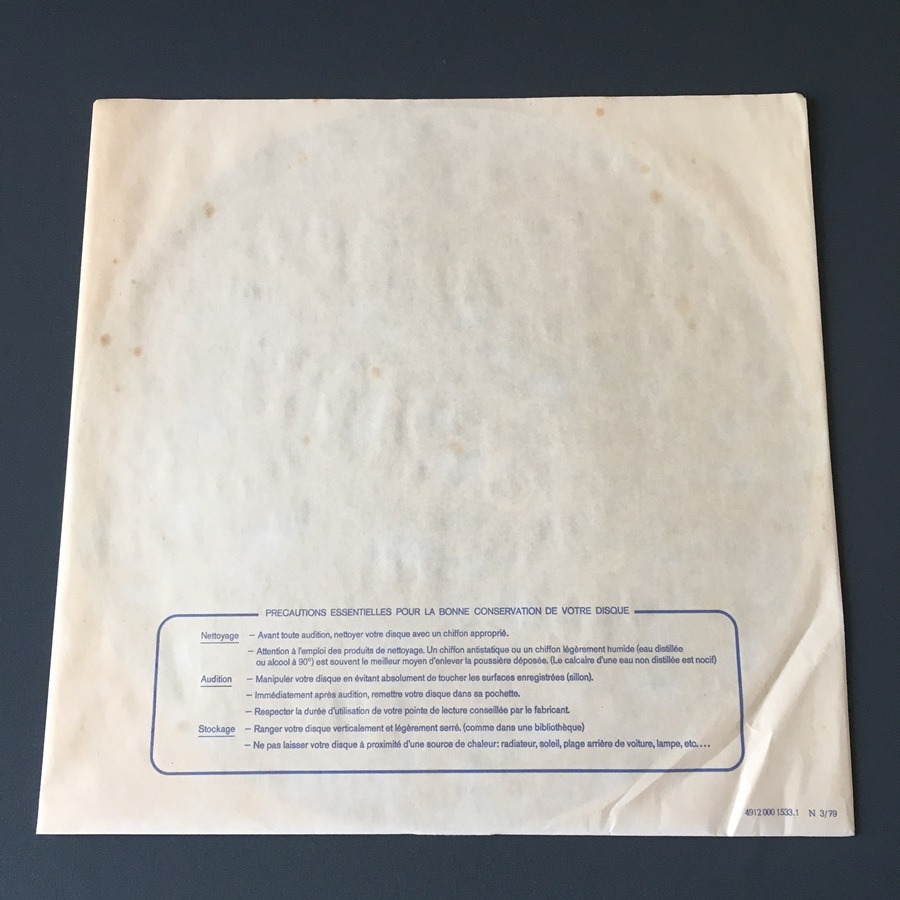 PRECAUTIONS ESSENTIELLES POUR LA BONNE CONSERVATION DE VOTRE DISQUE
Nettoyage – Avant toute audition, nettoyer votre disque avec un chiffon approprié.
– Attention à l'emploi des produits de nettoyage. Un chiffon antistatique ou un chiffon légèrement humide (eau distillée
ou alcool à 90°) est souvent le meilleur moyen d'enlever la poussière déposée. (Le calcaire d'une eau non distillée est nocif)
Audition – Manipuler votre disque en évitant absolument de toucher les surfaces enregistrées (sillon).
– Immédiatement après audition, remettre votre disque dans sa pochette.
– Respecter la durée d'utilisation de votre pointe de lecture conseillée par le fabricant.
Stockage – Ranger votre disque verticalement et légèrement serré. (comme dans une bibliothèque)
– Ne pas laisser votre disque à proximité d'une source de chaleur: radiateur, soleil, plage arrière de voiture, lampe, etc....
4912 000 1533.1 N 3/79